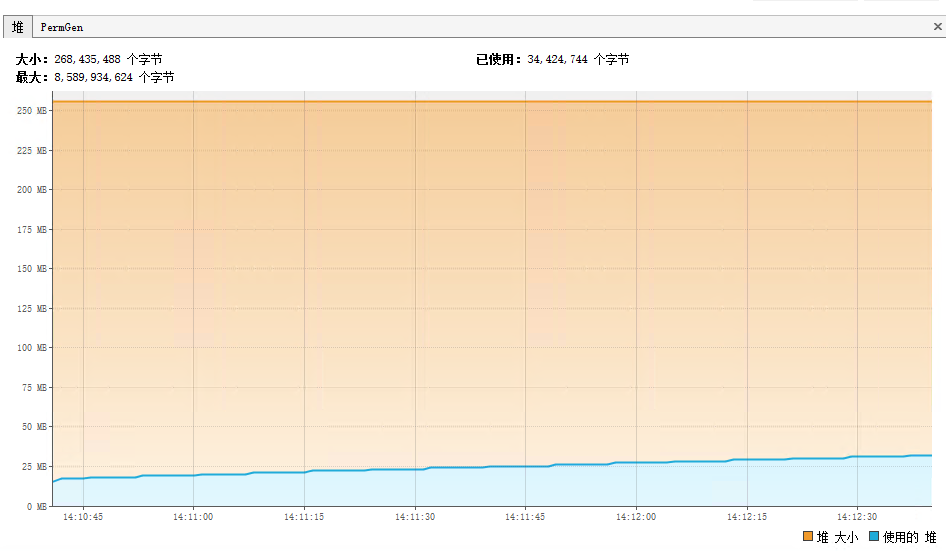 堆 PermGen ×
大小: 268,435,488 个字节 已使用: 34,424,744 个字节
最大: 8,589,934,624 个字节
250 MB
225 MB
200 MB
175 MB
150 MB
125 MB
100 MB
75 MB
50 MB
25 MB
0 MB
14:10:45 14:11:00 14:11:15 14:11:30 14:11:45 14:12:00 14:12:15 14:12:30
堆 大小 使用的 堆